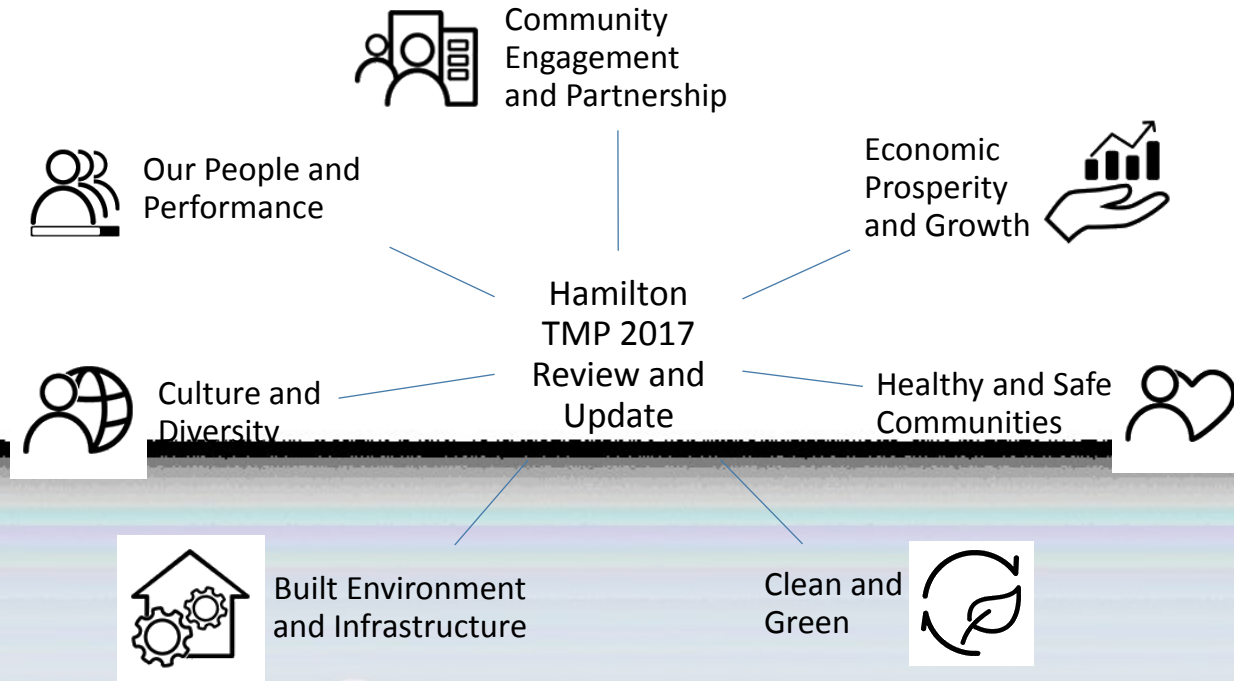 Community
Engagement
and Partnership
Our People and
Performance
Economic
Prosperity
and Growth
Hamilton
TMP 2017
Review and
Update
Culture and
Diversity
Healthy and Safe
Communities
Built Environment
and Infrastructure
Clean and
Green